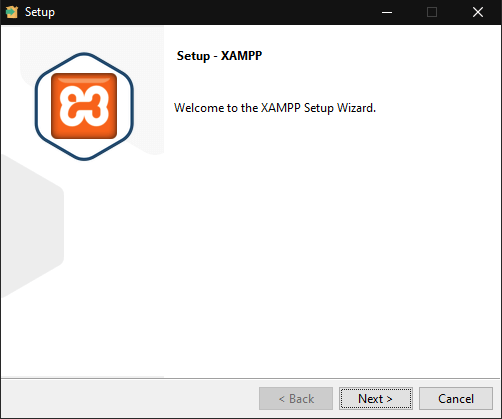 Setup
Setup - XAMPP
Welcome to the XAMPP Setup Wizard.
< Back
Next >
Cancel